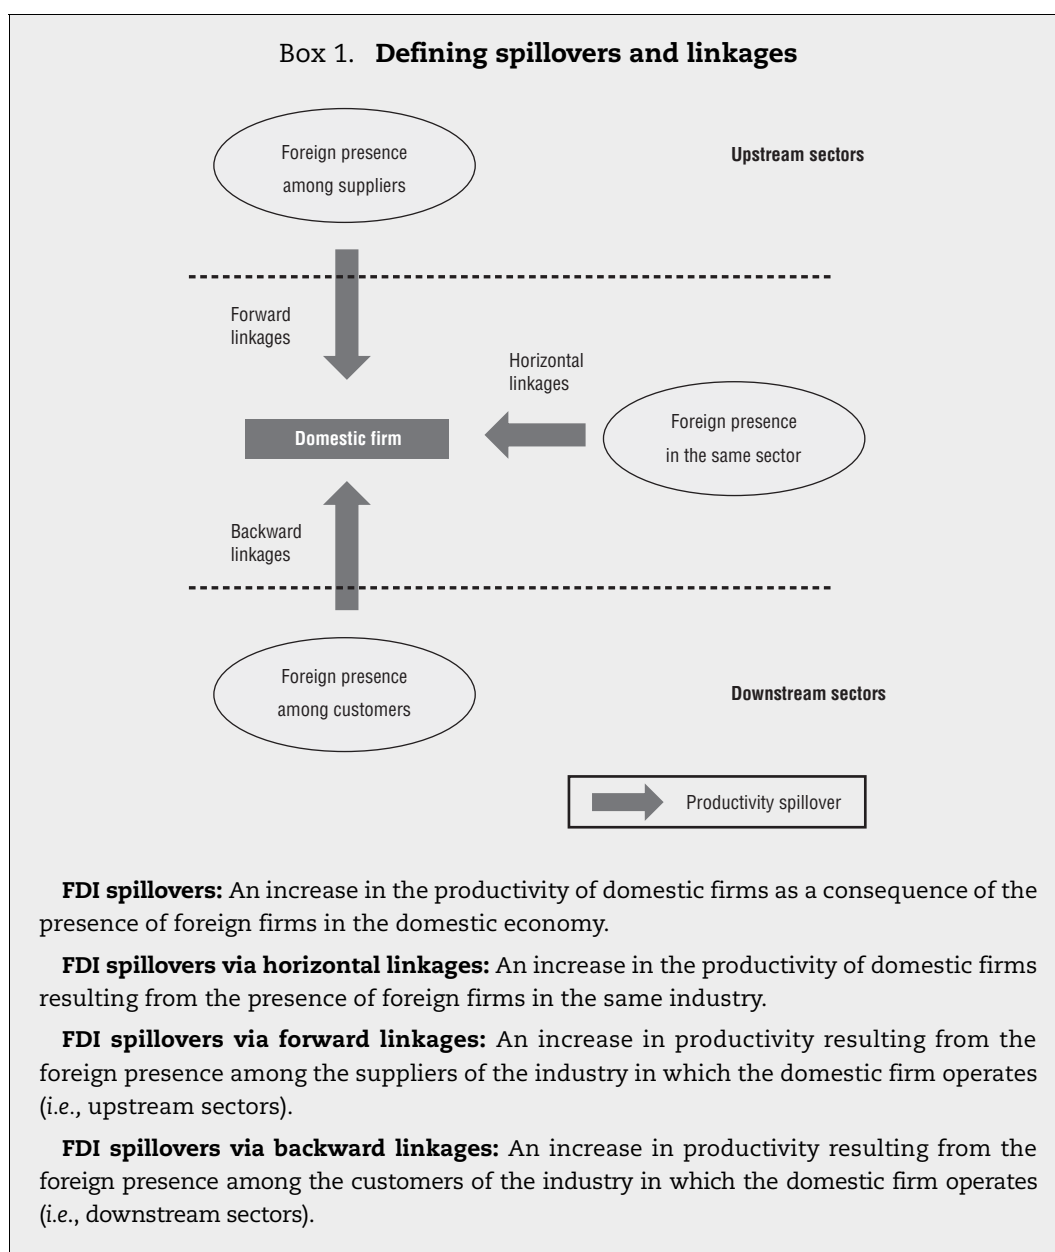 Box 1. Defining spillovers and linkages
Foreign presence
among suppliers
Upstream sectors
Forward
linkages
Horizontal
linkages
Domestic firm
Foreign presence
in the same sector
Backward
linkages
Foreign presence
among customers
Downstream sectors
Productivity spillover
FDI spillovers: An increase in the productivity of domestic firms as a consequence of the
presence of foreign firms in the domestic economy.
FDI spillovers via horizontal linkages: An increase in the productivity of domestic firms
resulting from the presence of foreign firms in the same industry.
FDI spillovers via forward linkages: An increase in productivity resulting from the
foreign presence among the suppliers of the industry in which the domestic firm operates
(i.e., upstream sectors).
FDI spillovers via backward linkages: An increase in productivity resulting from the
foreign presence among the customers of the industry in which the domestic firm operates
(i.e., downstream sectors).